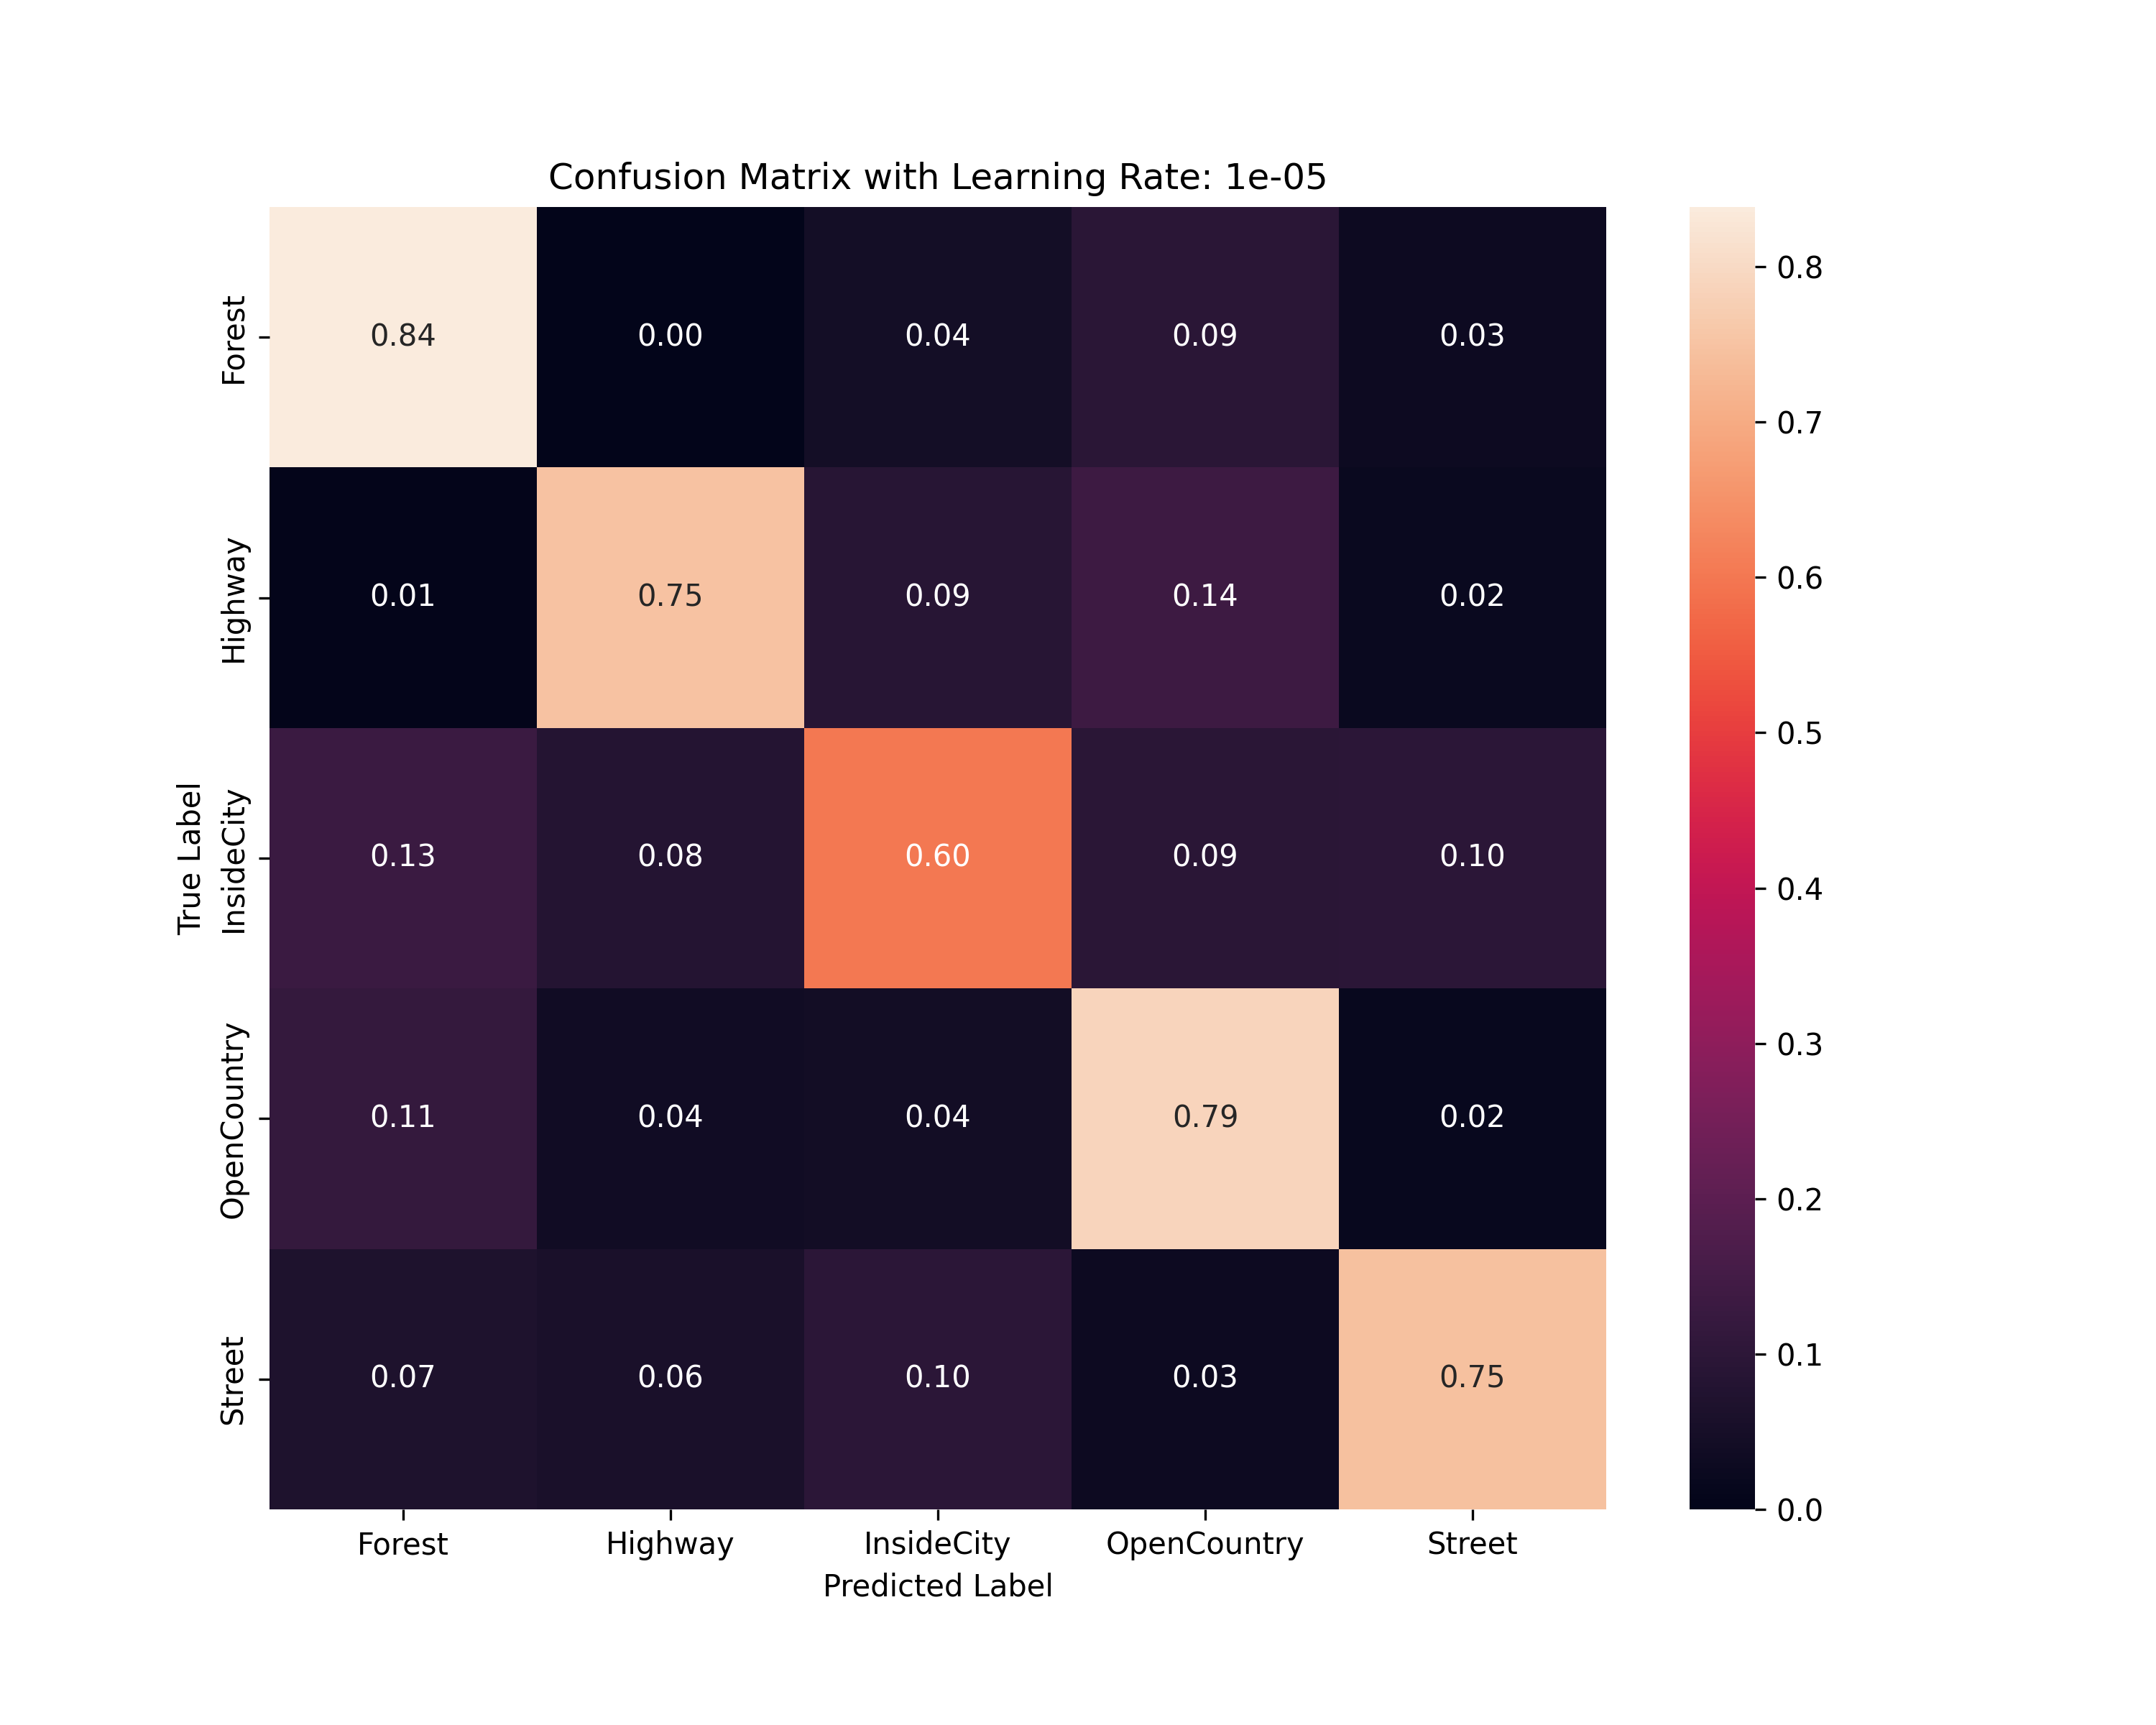 Confusion Matrix with Learning Rate: 1e-05
True Label
Forest
0.84 0.00 0.04 0.09 0.03
Highway
0.01 0.75 0.09 0.14 0.02
InsideCity
0.13 0.08 0.60 0.09 0.10
OpenCountry
0.11 0.04 0.04 0.79 0.02
Street
0.07 0.06 0.10 0.03 0.75
Forest Highway InsideCity OpenCountry Street
Predicted Label
0.8
0.7
0.6
0.5
0.4
0.3
0.2
0.1
0.0